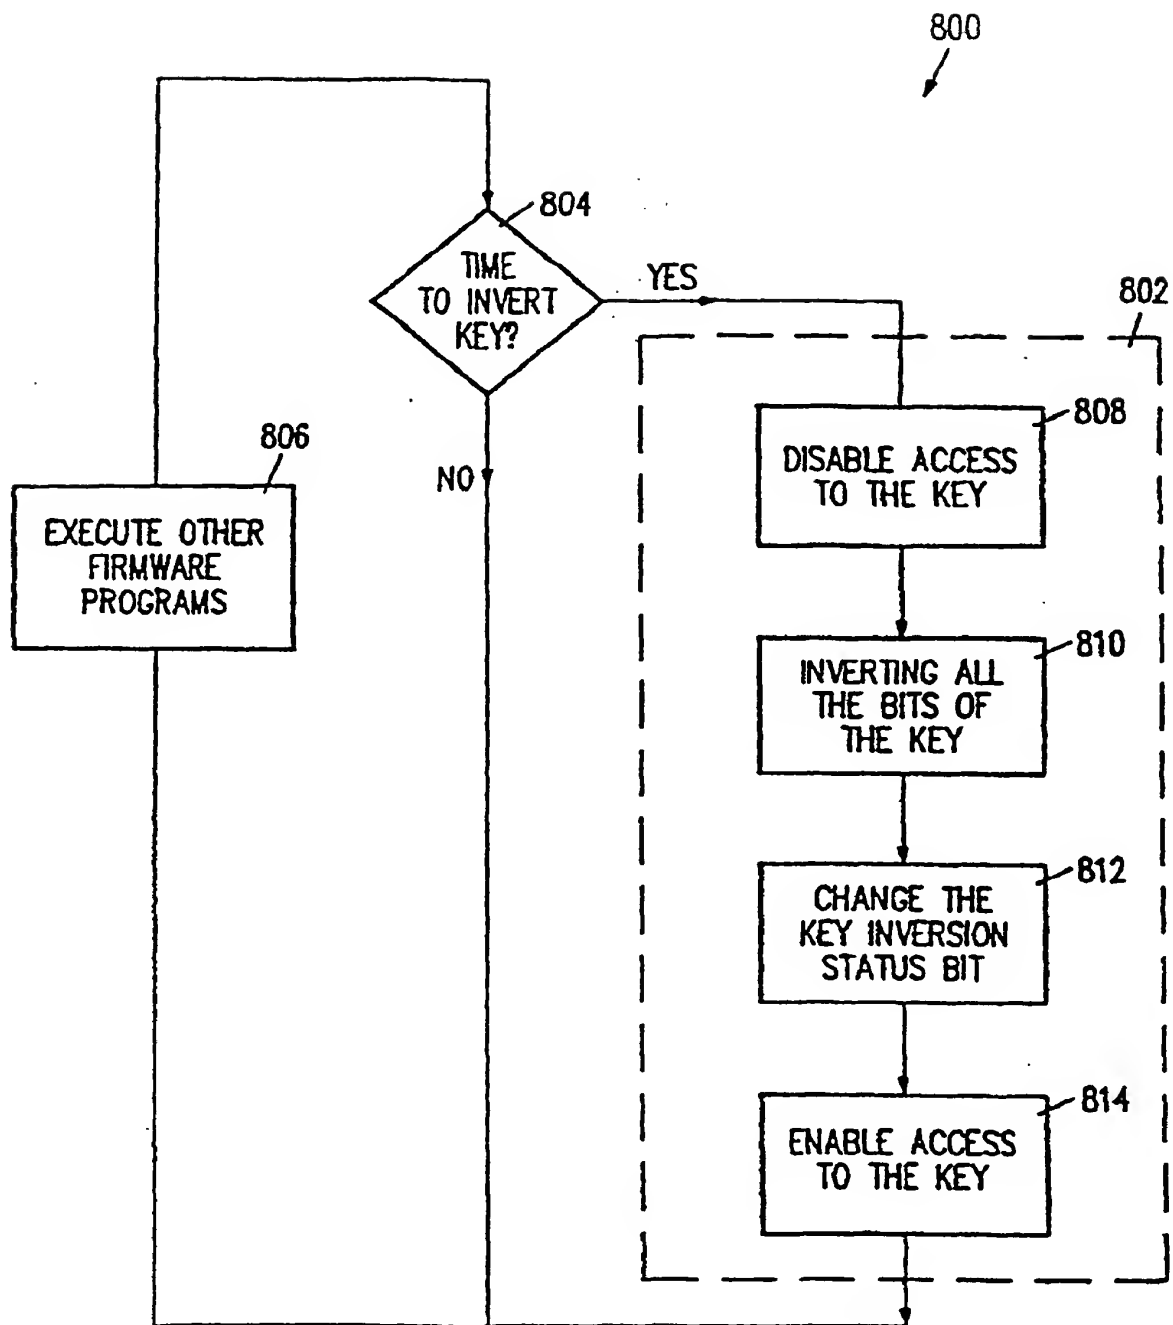 800
804
TIME
TO INVERT
KEY?
YES
NO
802
806
EXECUTE OTHER
FIRMWARE
PROGRAMS
808
DISABLE ACCESS
TO THE KEY
810
INVERTING ALL
THE BITS OF
THE KEY
812
CHANGE THE
KEY INVERSION
STATUS BIT
814
ENABLE ACCESS
TO THE KEY